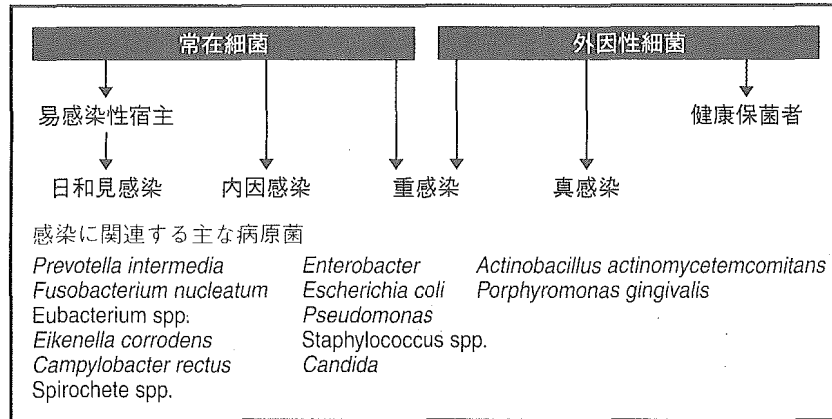 常在細菌 外因性細菌
易感染性宿主 健康保菌者
日和見感染 内因感染 重感染 真感染
感染に関連する主な病原菌
Prevotella intermedia Enterobacter Actinobacillus actinomycetemcomitans
Fusobacterium nucleatum Escherichia coli Porphyromonas gingivalis
Eubacterium spp. Pseudomonas
Eikenella corrodens Staphylococcus spp.
Campylobacter rectus Candida
Spirochete spp.